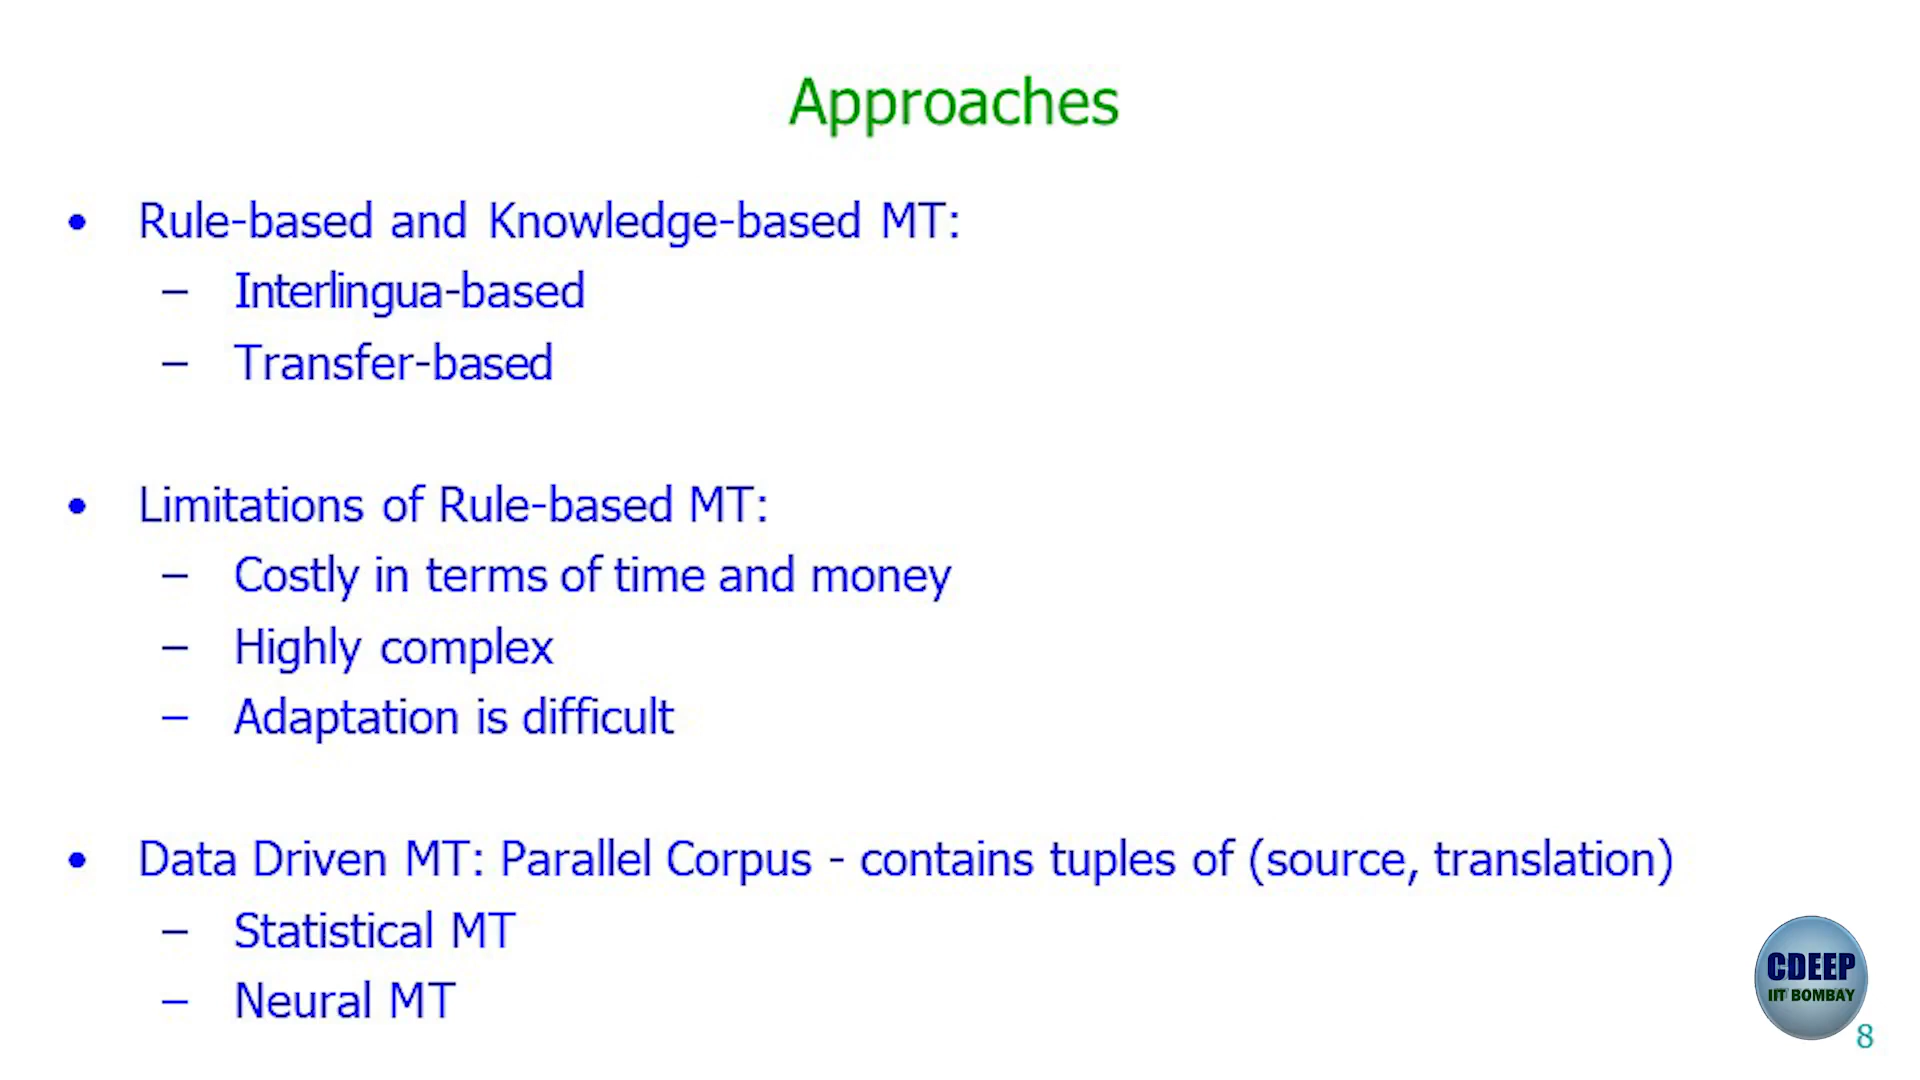 Approaches
• Rule-based and Knowledge-based MT:
– Interlingua-based
– Transfer-based
• Limitations of Rule-based MT:
– Costly in terms of time and money
– Highly complex
– Adaptation is difficult
• Data Driven MT: Parallel Corpus - contains tuples of (source, translation)
– Statistical MT
– Neural MT
CDEEP
IIT BOMBAY
8